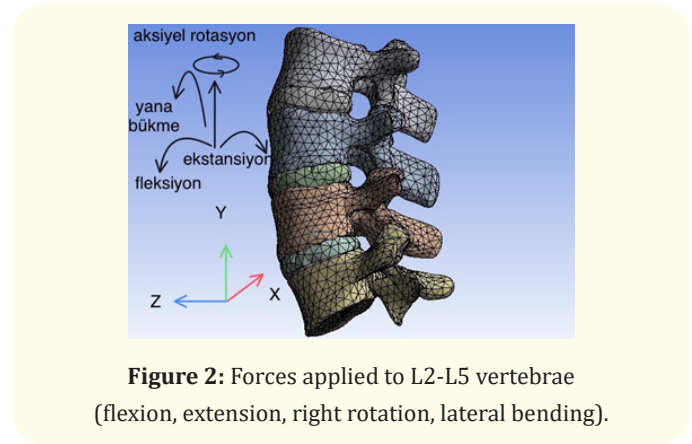 aksiyel rotasyon
yana
bükme
ekstansiyon
fleksiyon
Y
Z
X
Figure 2: Forces applied to L2-L5 vertebrae
(flexion, extension, right rotation, lateral bending).